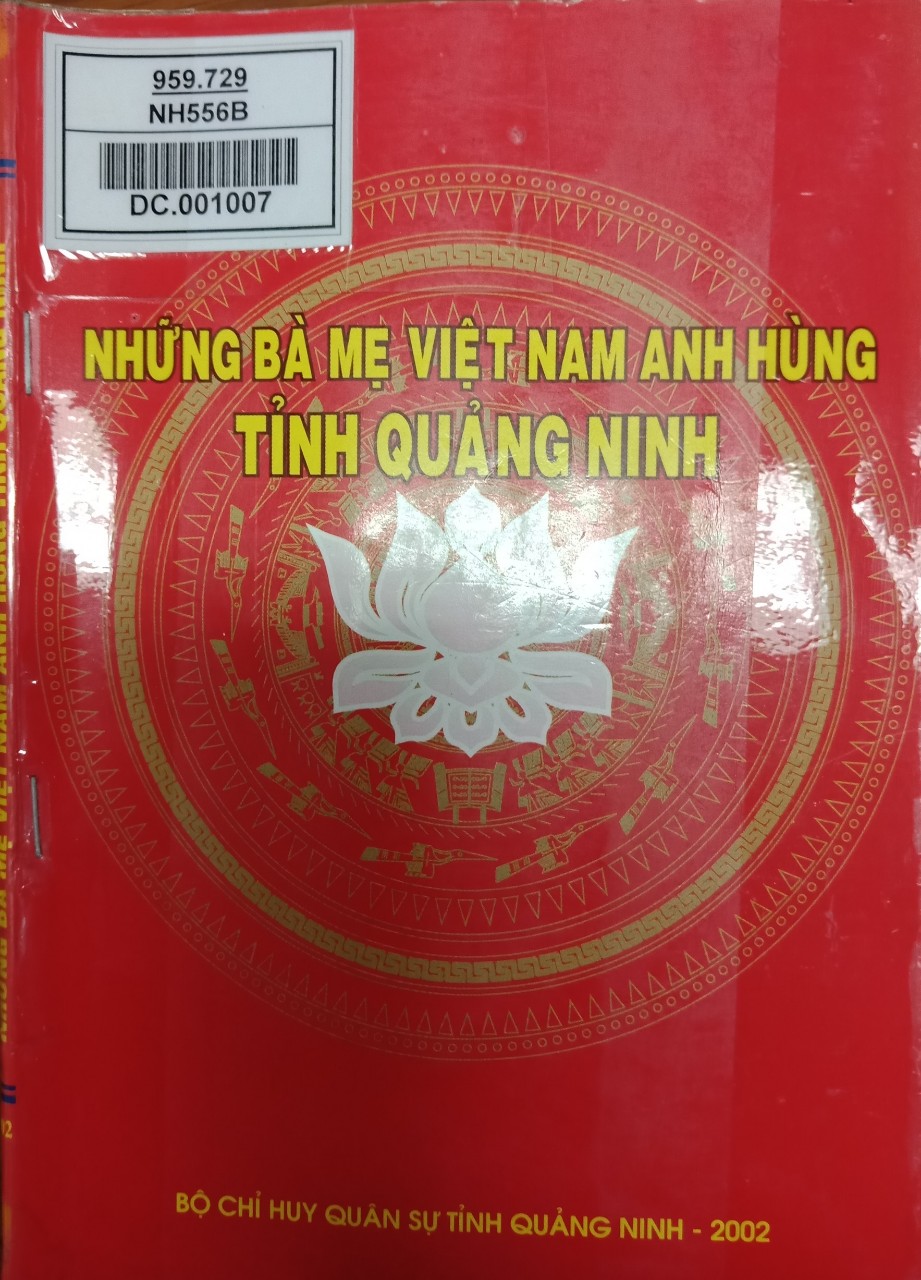 959.729
NH556B
DC.001007
NHỮNG BÀ MẸ VIỆT NAM ANH HÙNG
TỈNH QUẢNG NINH
BỘ CHỈ HUY QUÂN SỰ TỈNH QUẢNG NINH - 2002